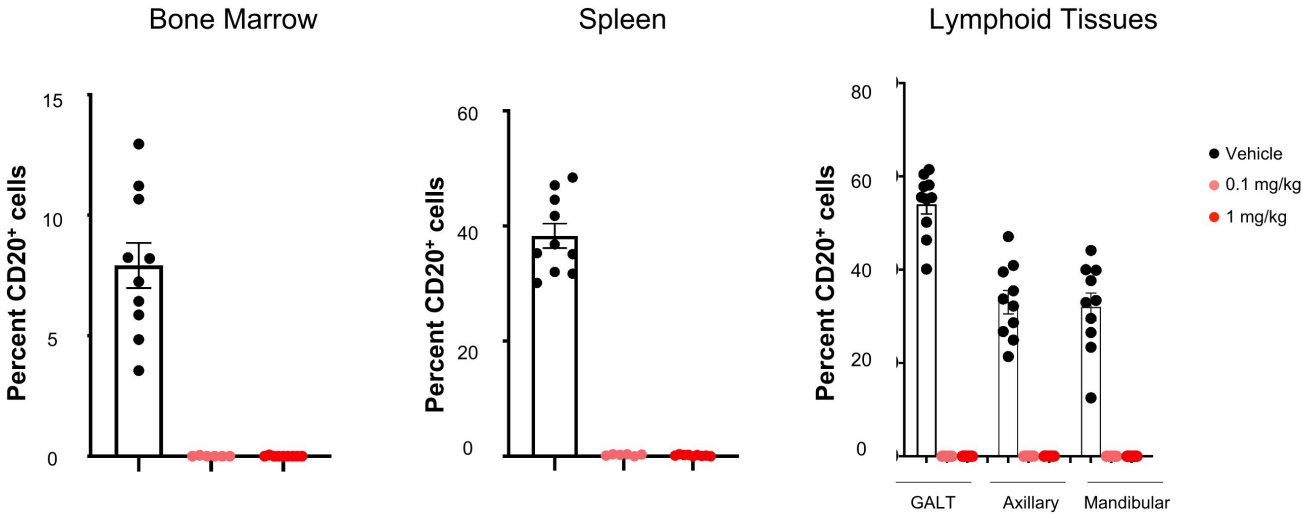 Bone Marrow
Percent CD20⁺ cells
15
10
5
0
Spleen
Percent CD20⁺ cells
60
40
20
0
Lymphoid Tissues
Percent CD20⁺ cells
80
60
40
20
0
GALT
Axillary
Mandibular
Vehicle
0.1 mg/kg
1 mg/kg